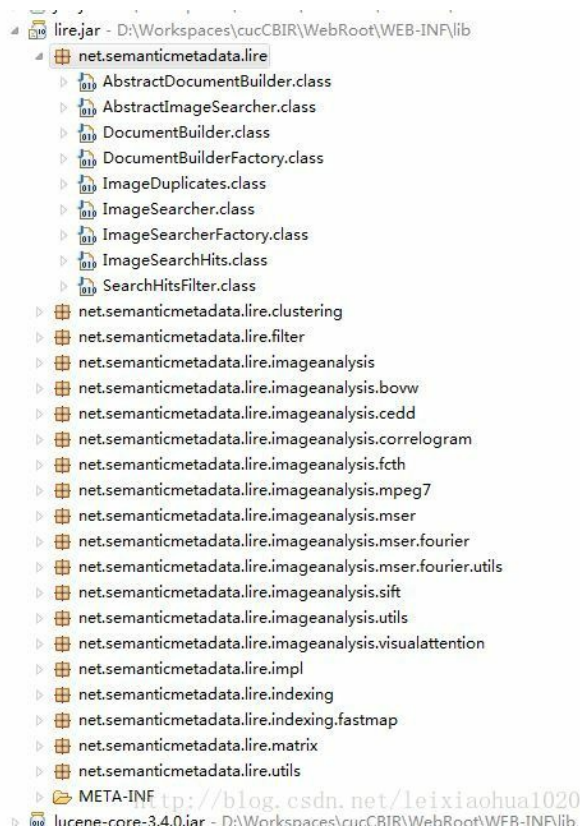 lire.jar - D:\Workspaces\cucCBIR\WebRoot\WEB-INF\lib
net.semanticmetadata.lire
AbstractDocumentBuilder.class
AbstractImageSearcher.class
DocumentBuilder.class
DocumentBuilderFactory.class
ImageDuplicates.class
ImageSearcher.class
ImageSearcherFactory.class
ImageSearchHits.class
SearchHitsFilter.class
net.semanticmetadata.lire.clustering
net.semanticmetadata.lire.filter
net.semanticmetadata.lire.imageanalysis
net.semanticmetadata.lire.imageanalysis.bovw
net.semanticmetadata.lire.imageanalysis.cedd
net.semanticmetadata.lire.imageanalysis.correlogram
net.semanticmetadata.lire.imageanalysis.fcth
net.semanticmetadata.lire.imageanalysis.mpeg7
net.semanticmetadata.lire.imageanalysis.mser
net.semanticmetadata.lire.imageanalysis.mser.fourier
net.semanticmetadata.lire.imageanalysis.mser.fourier.utils
net.semanticmetadata.lire.imageanalysis.sift
net.semanticmetadata.lire.imageanalysis.utils
net.semanticmetadata.lire.imageanalysis.visualattention
net.semanticmetadata.lire.impl
net.semanticmetadata.lire.indexing
net.semanticmetadata.lire.indexing.fastmap
net.semanticmetadata.lire.matrix
net.semanticmetadata.lire.utils
META-INF
http://blog.csdn.net/leixiaohua1020
lucene-core-3.4.0.jar - D:\Workspaces\cucCBIR\WebRoot\WEB-INF\lib